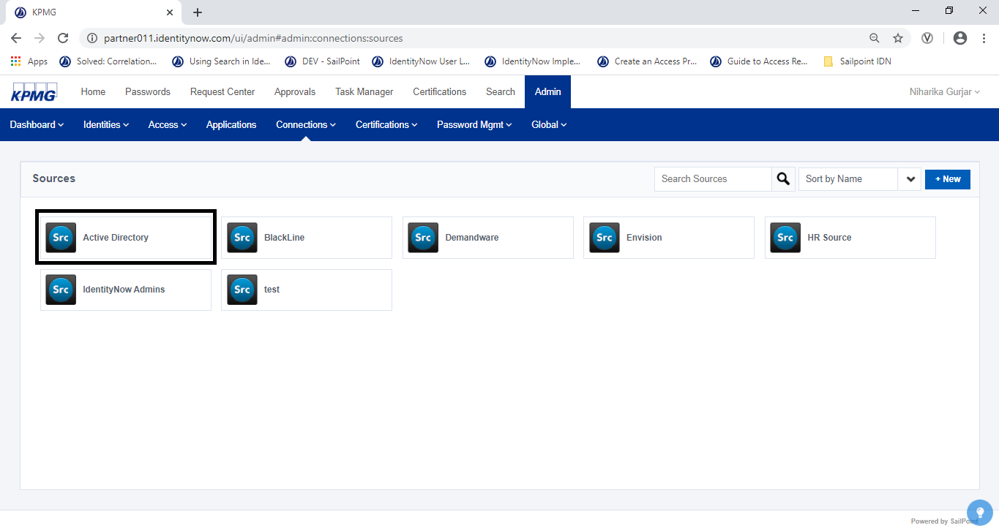 KPMG
partner011.identitynow.com/ui/admin#admin:connections:sources
Apps Solved: Correlation... Using Search in Ide... DEV - SailPoint IdentityNow User L... IdentityNow Imple... Create an Access Pr... Guide to Access Re... Sailpoint IDN
KPMG Home Passwords Request Center Approvals Task Manager Certifications Search Admin Niharika Gurjar
Dashboard Identities Access Applications Connections Certifications Password Mgmt Global
Sources Search Sources Sort by Name + New
Src Active Directory Src BlackLine Src Demandware Src Envision Src HR Source
Src IdentityNow Admins Src test
Powered by SailPoint